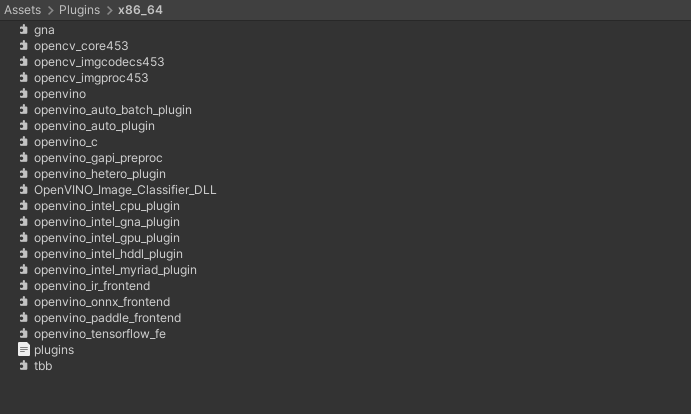 Assets > Plugins > x86_64
gna
opencv_core453
opencv_imgcodecs453
opencv_imgproc453
openvino
openvino_auto_batch_plugin
openvino_auto_plugin
openvino_c
openvino_gapi_preproc
openvino_hetero_plugin
OpenVINO_Image_Classifier_DLL
openvino_intel_cpu_plugin
openvino_intel_gna_plugin
openvino_intel_gpu_plugin
openvino_intel_hddl_plugin
openvino_intel_myriad_plugin
openvino_ir_frontend
openvino_onnx_frontend
openvino_paddle_frontend
openvino_tensorflow_fe
plugins
tbb